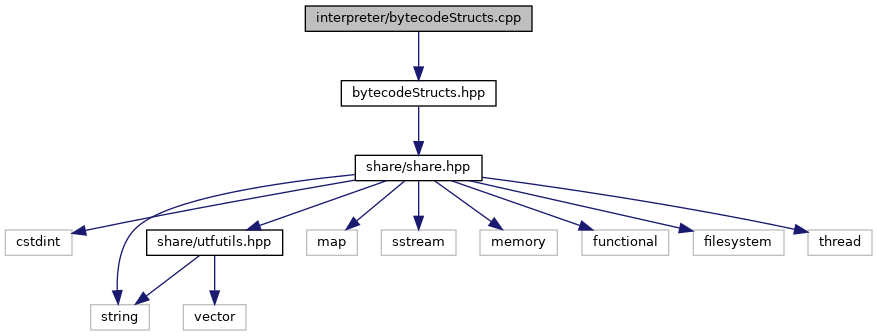 interpreter/bytecodeStructs.cpp
bytecodeStructs.hpp
share/share.hpp
cstdint
share/utfutils.hpp
map
sstream
memory
functional
filesystem
thread
string
vector